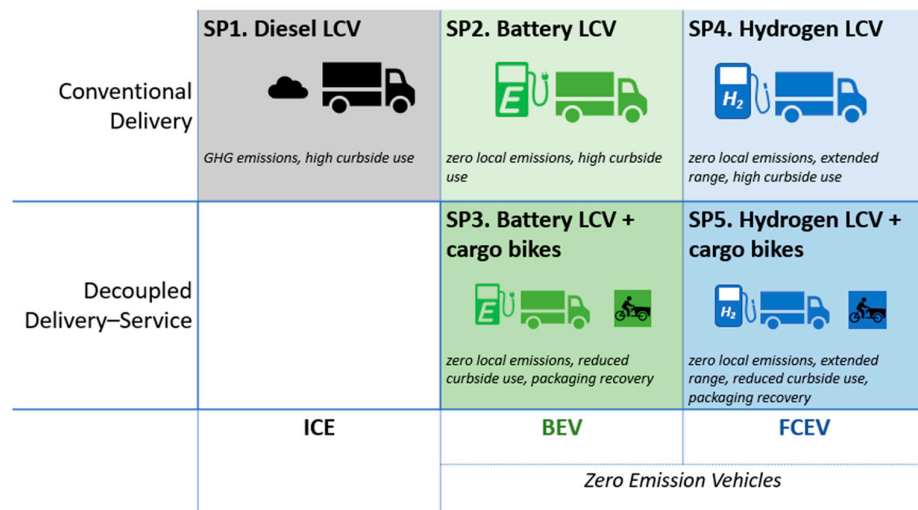 SP1. Diesel LCV
SP2. Battery LCV
SP4. Hydrogen LCV
Conventional
Delivery
E
H2
GHG emissions, high curbside use
zero local emissions, high curbside
use
zero local emissions, extended
range, high curbside use
SP3. Battery LCV +
cargo bikes
SP5. Hydrogen LCV +
cargo bikes
Decoupled
Delivery–Service
E
H2
zero local emissions, reduced
curbside use, packaging recovery
zero local emissions, extended
range, reduced curbside use,
packaging recovery
ICE
BEV
FCEV
Zero Emission Vehicles